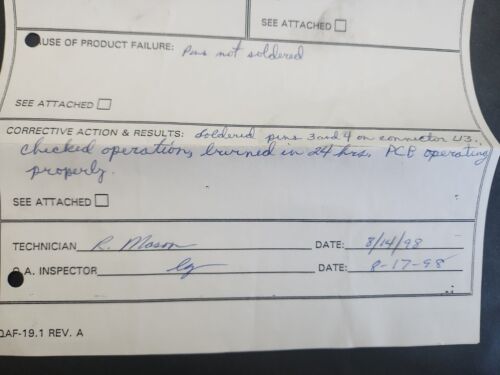 SEE ATTACHED
CAUSE OF PRODUCT FAILURE: Pins not soldered
SEE ATTACHED
CORRECTIVE ACTION & RESULTS: Soldered pins 3 and 4 on connector U3.,
checked operation, burned in 24 hrs. PCB operating
properly.
SEE ATTACHED
TECHNICIAN R. Mason DATE: 8/14/98
Q.A. INSPECTOR DATE: 8-17-98
QAF-19.1 REV. A